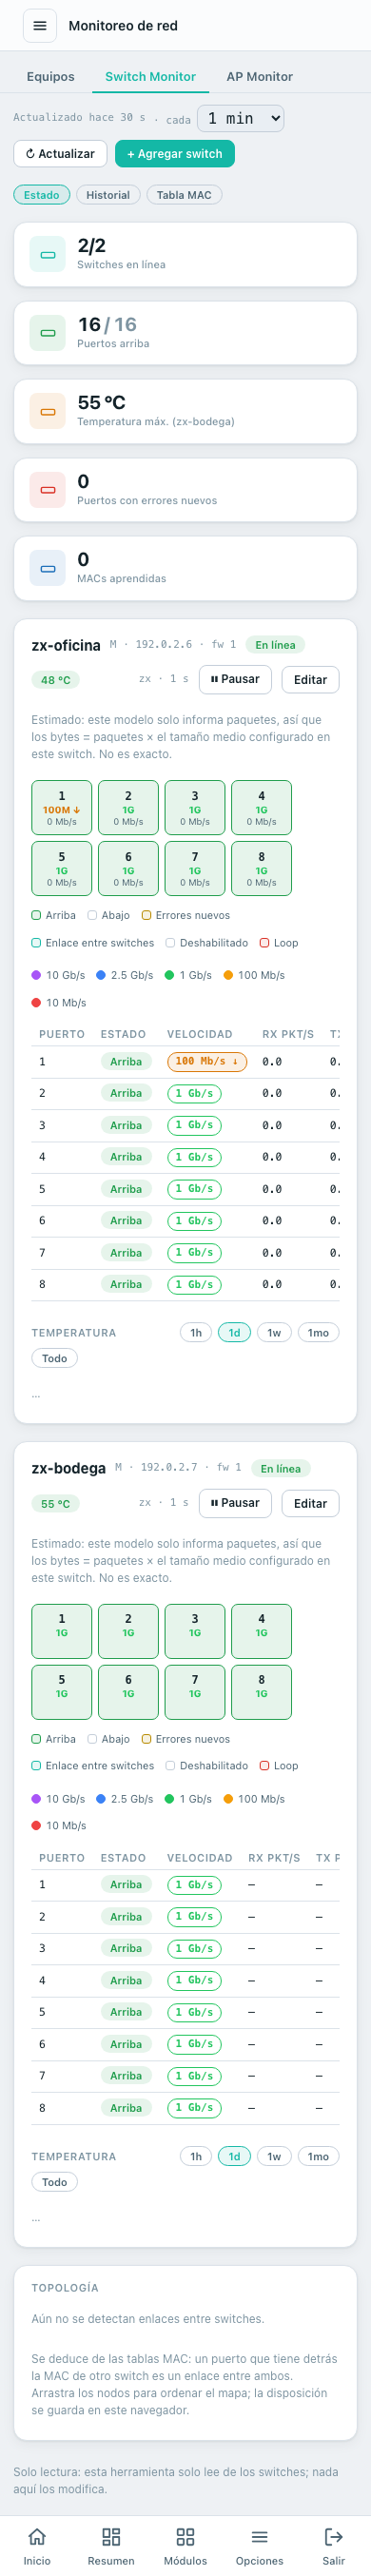 Monitoreo de red
Equipos Switch Monitor AP Monitor
Actualizado hace 30 s · cada 1 min
↻ Actualizar + Agregar switch
Estado Historial Tabla MAC
2/2
Switches en línea
16 / 16
Puertos arriba
55 °C
Temperatura máx. (zx-bodega)
0
Puertos con errores nuevos
0
MACs aprendidas
zx-oficina M · 192.0.2.6 · fw 1 En línea
48 °C zx · 1 s Pausar Editar
Estimado: este modelo solo informa paquetes, así que
los bytes = paquetes × el tamaño medio configurado en
este switch. No es exacto.
1 2 3 4
100M ↓ 1G 1G 1G
0 Mb/s 0 Mb/s 0 Mb/s 0 Mb/s
5 6 7 8
1G 1G 1G 1G
0 Mb/s 0 Mb/s 0 Mb/s 0 Mb/s
Arriba Abajo Errores nuevos
Enlace entre switches Deshabilitado Loop
10 Gb/s 2.5 Gb/s 1 Gb/s 100 Mb/s
10 Mb/s
PUERTO ESTADO VELOCIDAD RX PKT/S
1 Arriba 100 Mb/s ↓ 0.0 0.
2 Arriba 1 Gb/s 0.0 0.
3 Arriba 1 Gb/s 0.0 0.
4 Arriba 1 Gb/s 0.0 0.
5 Arriba 1 Gb/s 0.0 0.
6 Arriba 1 Gb/s 0.0 0.
7 Arriba 1 Gb/s 0.0 0.
8 Arriba 1 Gb/s 0.0 0.
TEMPERATURA 1h 1d 1w 1mo
Todo
…
zx-bodega M · 192.0.2.7 · fw 1 En línea
55 °C zx · 1 s Pausar Editar
Estimado: este modelo solo informa paquetes, así que
los bytes = paquetes × el tamaño medio configurado en
este switch. No es exacto.
1 2 3 4
1G 1G 1G 1G
5 6 7 8
1G 1G 1G 1G
Arriba Abajo Errores nuevos
Enlace entre switches Deshabilitado Loop
10 Gb/s 2.5 Gb/s 1 Gb/s 100 Mb/s
10 Mb/s
PUERTO ESTADO VELOCIDAD RX PKT/S TX P
1 Arriba 1 Gb/s – –
2 Arriba 1 Gb/s – –
3 Arriba 1 Gb/s – –
4 Arriba 1 Gb/s – –
5 Arriba 1 Gb/s – –
6 Arriba 1 Gb/s – –
7 Arriba 1 Gb/s – –
8 Arriba 1 Gb/s – –
TEMPERATURA 1h 1d 1w 1mo
Todo
…
TOPOLOGÍA
Aún no se detectan enlaces entre switches.
Se deduce de las tablas MAC: un puerto que tiene detrás
la MAC de otro switch es un enlace entre ambos.
Arrastra los nodos para ordenar el mapa; la disposición
se guarda en este navegador.
Solo lectura: esta herramienta solo lee de los switches; nada
aquí los modifica.
Inicio Resumen Módulos Opciones Salir